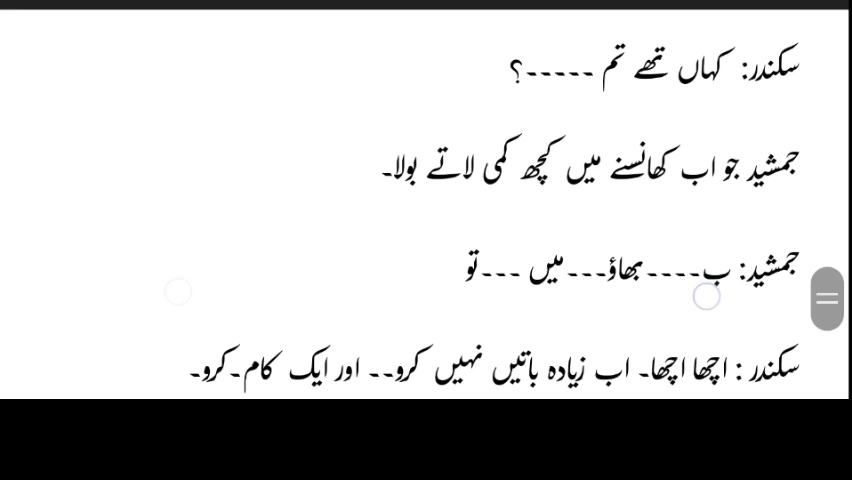 سکندر: کہاں تھے تم -----؟
جمشید جو اب کھانسنے میں کچھ کمی لاتے بولا۔
جمشید: ب----بھاؤ---میں ---تو
سکندر : اچھا اچھا۔ اب زیادہ باتیں نہیں کرو-- اور ایک کام۔کرو۔